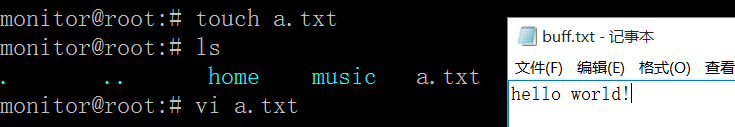 monitor@root:# touch a.txt
monitor@root:# ls
. .. home music a.txt
monitor@root:# vi a.txt
buff.txt - 记事本
文件(F) 编辑(E) 格式(O) 查看
hello world!